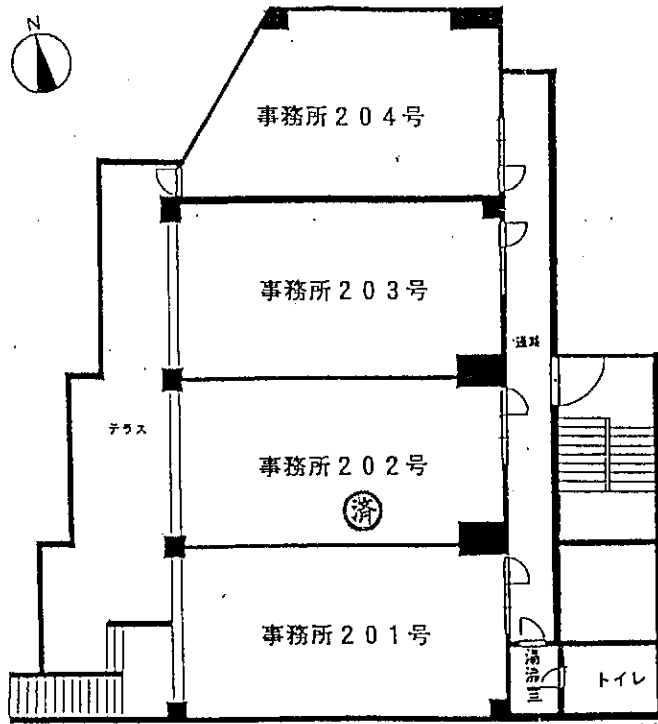 N
事務所204号
事務所203号
通路
テラス
事務所202号
済
事務所201号
湯沸室
トイレ